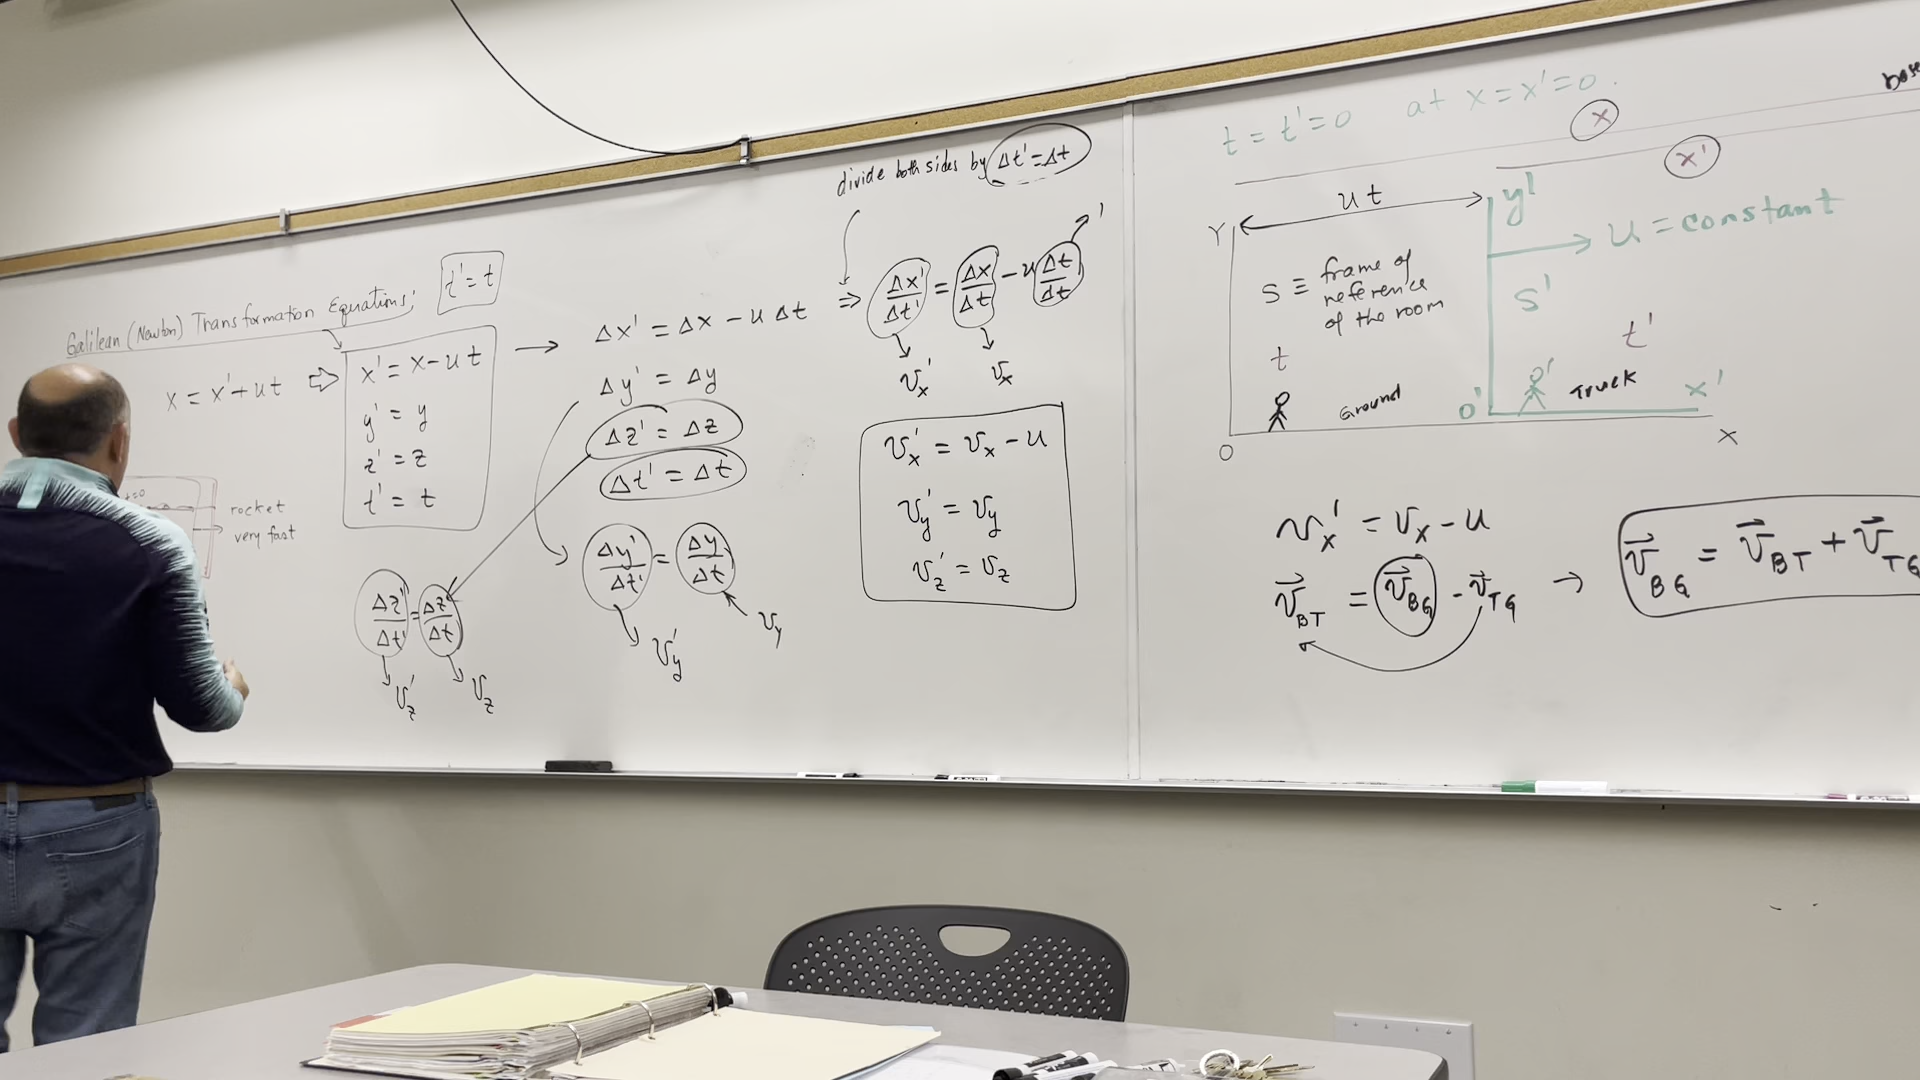 Galilean (Newton) Transformation Equations;
t' = t
x = x' + ut ⇨
x' = x - ut
y' = y
z' = z
t' = t
→
t=0
rocket
very fast
Δx' = Δx - u Δt
Δy' = Δy
Δz' = Δz
Δt' = Δt
Δz'/Δt' = Δz/Δt
v'z vz
Δy'/Δt' = Δy/Δt
v'y vy
divide both sides by Δt' = Δt
⇒ Δx'/Δt' = Δx/Δt - u Δt/Δt 1
v'x vx
v'x = vx - u
v'y = vy
v'z = vz
t = t' = 0 at x = x' = 0.
x
x'
ut
Y
y'
u = constant
S ≡ frame of
reference
of the room
S'
t
t'
Ground
O'
Truck
x'
O
X
v'x = vx - u
v⃗BT = v⃗BG - v⃗TG → v⃗BG = v⃗BT + v⃗TG